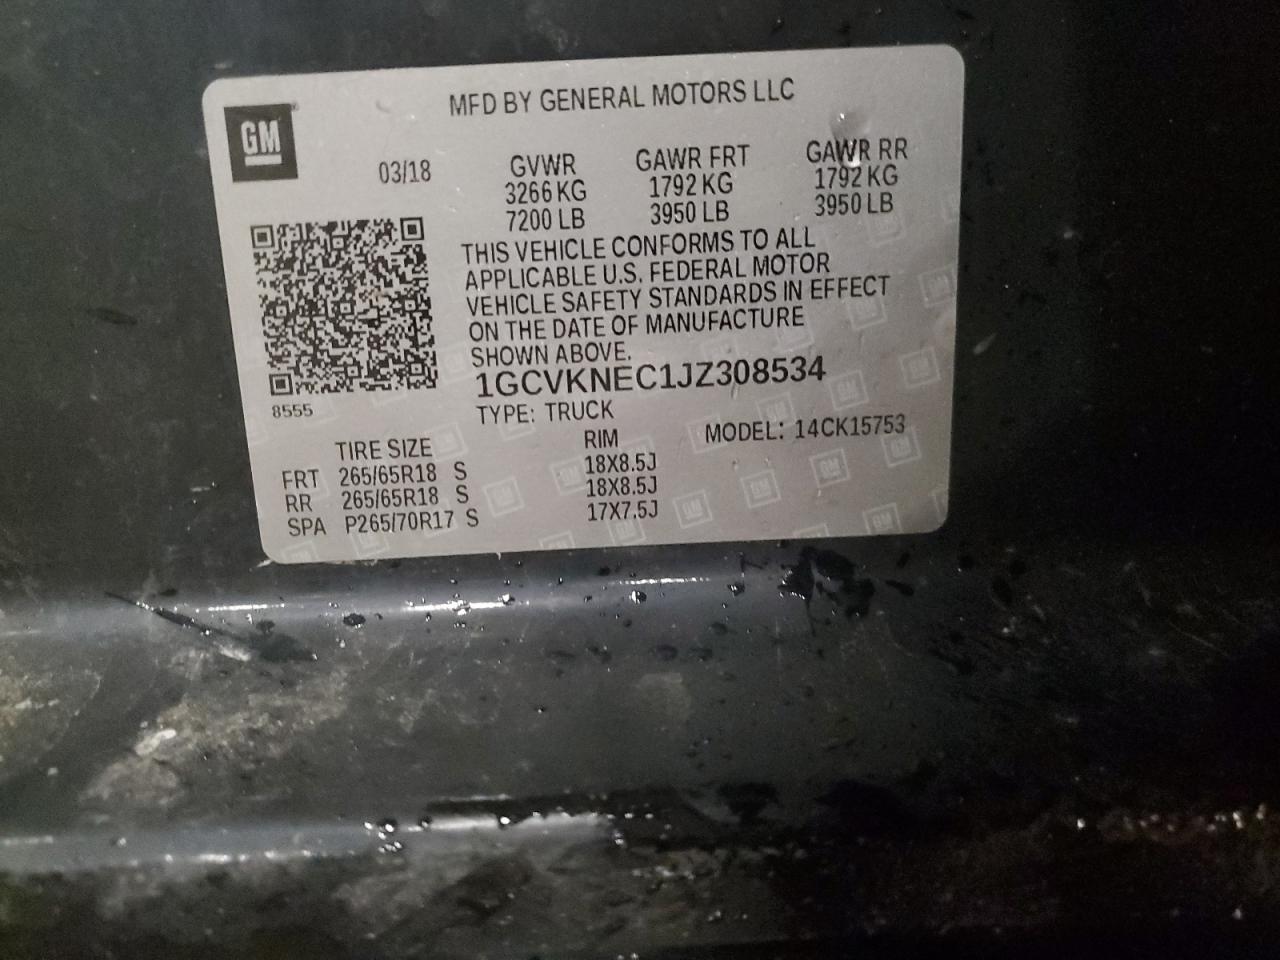 MFD BY GENERAL MOTORS LLC
GM
03/18 GVWR GAWR FRT GAWR RR
3266 KG 1792 KG 1792 KG
7200 LB 3950 LB 3950 LB
THIS VEHICLE CONFORMS TO ALL
APPLICABLE U.S. FEDERAL MOTOR
VEHICLE SAFETY STANDARDS IN EFFECT
ON THE DATE OF MANUFACTURE
SHOWN ABOVE.
1GCVKNEC1JZ308534
8555
TYPE: TRUCK
MODEL: 14CK15753
TIRE SIZE RIM
FRT 265/65R18 S 18X8.5J
RR 265/65R18 S 18X8.5J
SPA P265/70R17 S 17X7.5J